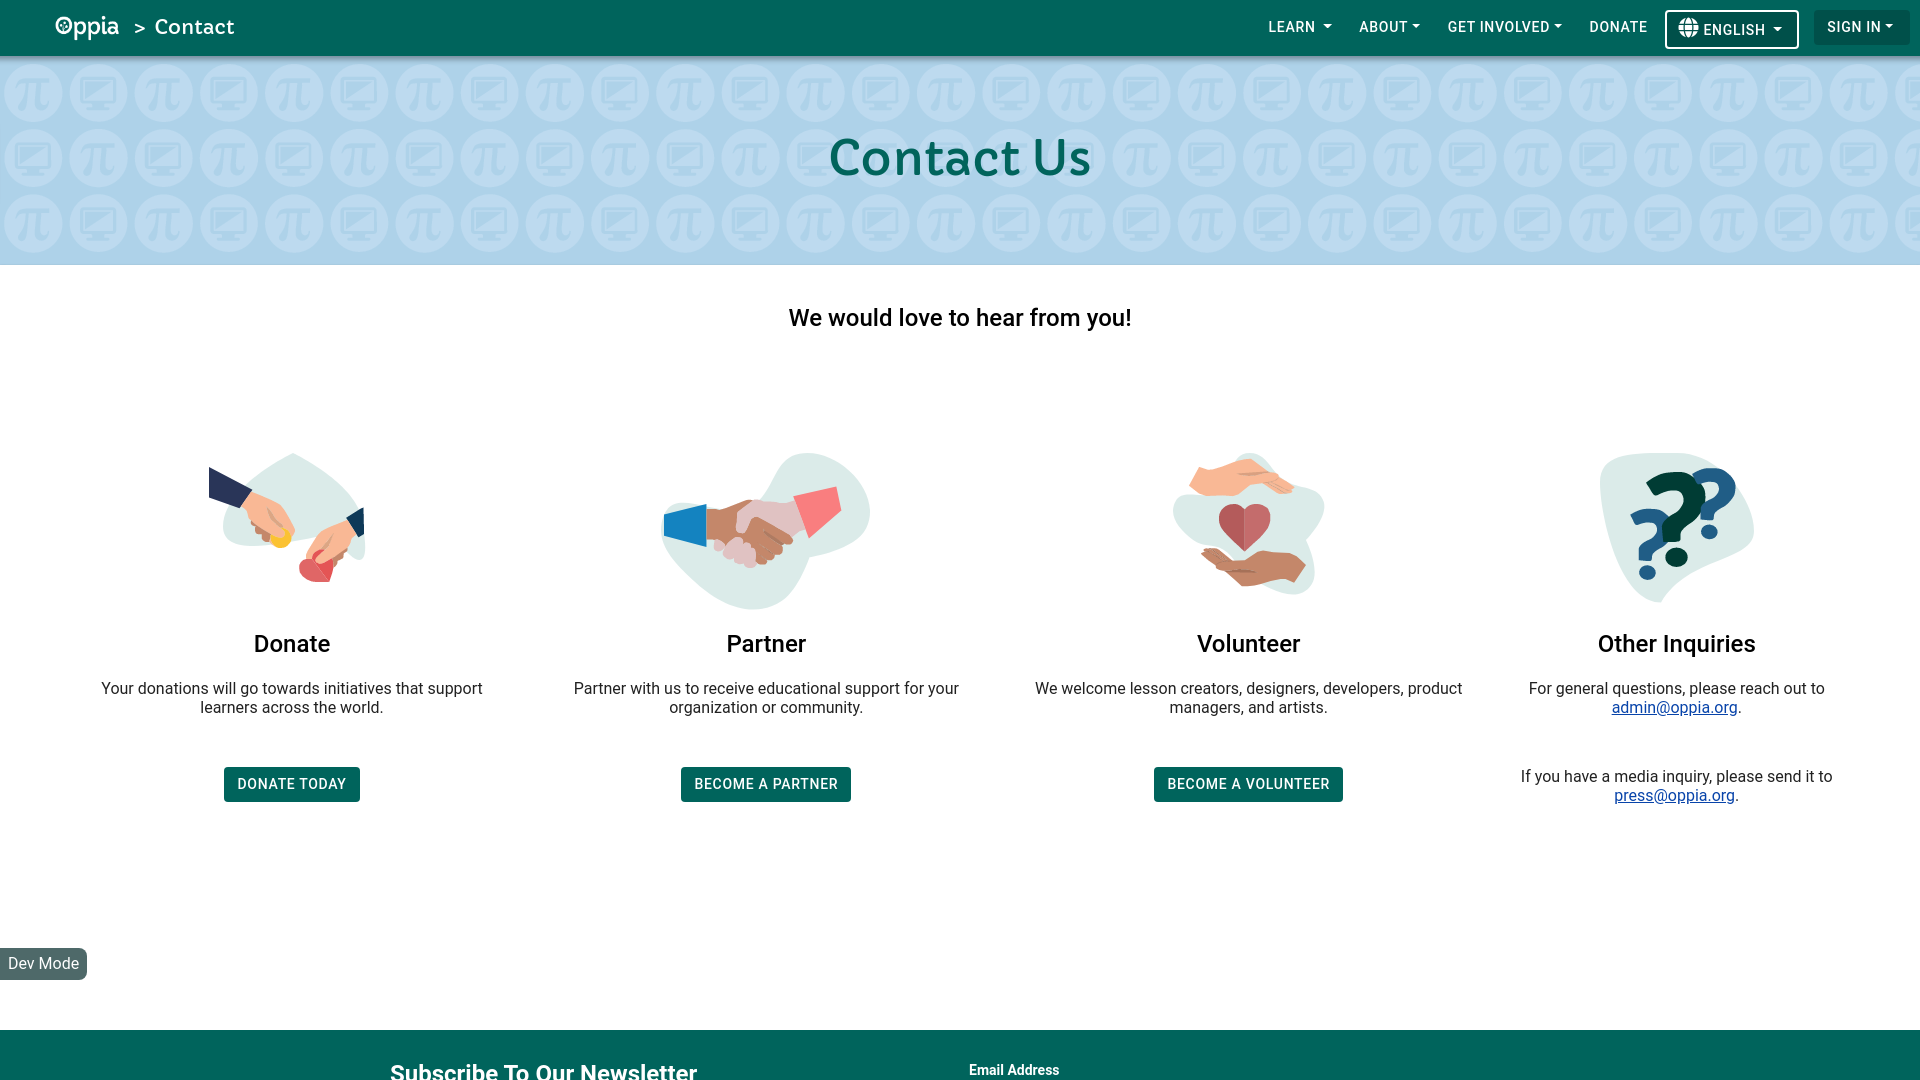 Oppia > Contact
LEARN
ABOUT
GET INVOLVED
DONATE
ENGLISH
SIGN IN
Contact Us
We would love to hear from you!
Donate
Your donations will go towards initiatives that support
learners across the world.
DONATE TODAY
Partner
Partner with us to receive educational support for your
organization or community.
BECOME A PARTNER
Volunteer
We welcome lesson creators, designers, developers, product
managers, and artists.
BECOME A VOLUNTEER
Other Inquiries
For general questions, please reach out to
admin@oppia.org.
If you have a media inquiry, please send it to
press@oppia.org.
Dev Mode
Subscribe To Our Newsletter
Email Address